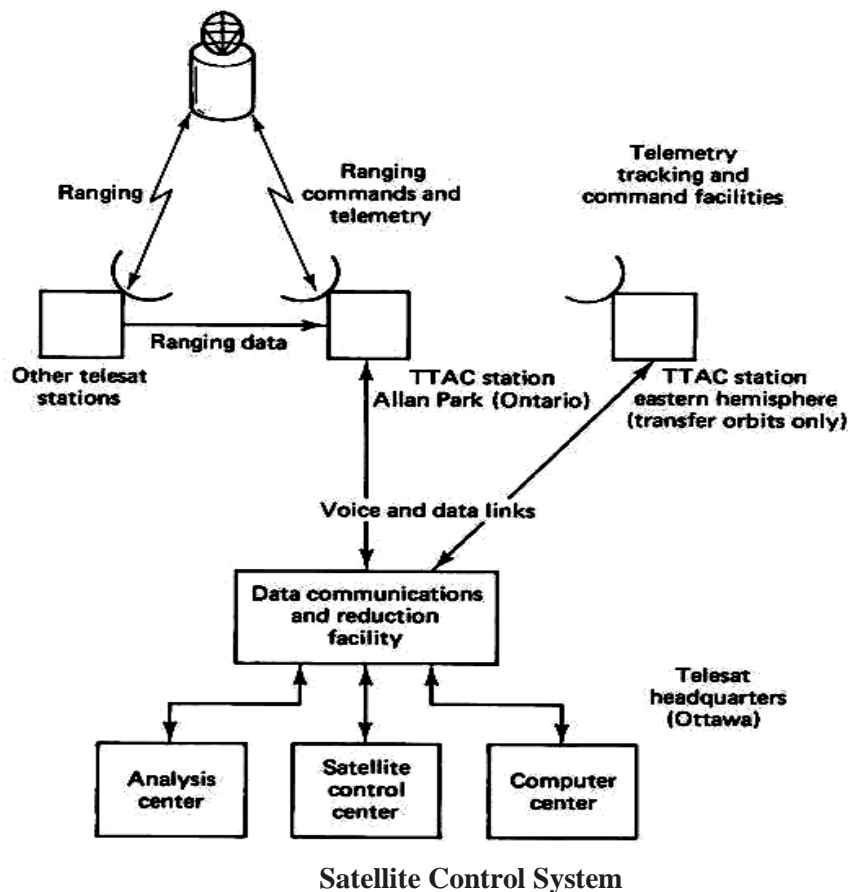 Ranging
Ranging
commands and
telemetry
Telemetry
tracking and
command facilities
Ranging data
Other telesat
stations
TTAC station
Allan Park (Ontario)
TTAC station
eastern hemisphere
(transfer orbits only)
Voice and data links
Data communications
and reduction
facility
Telesat
headquarters
(Ottawa)
Analysis
center
Satellite
control
center
Computer
center
Satellite Control System